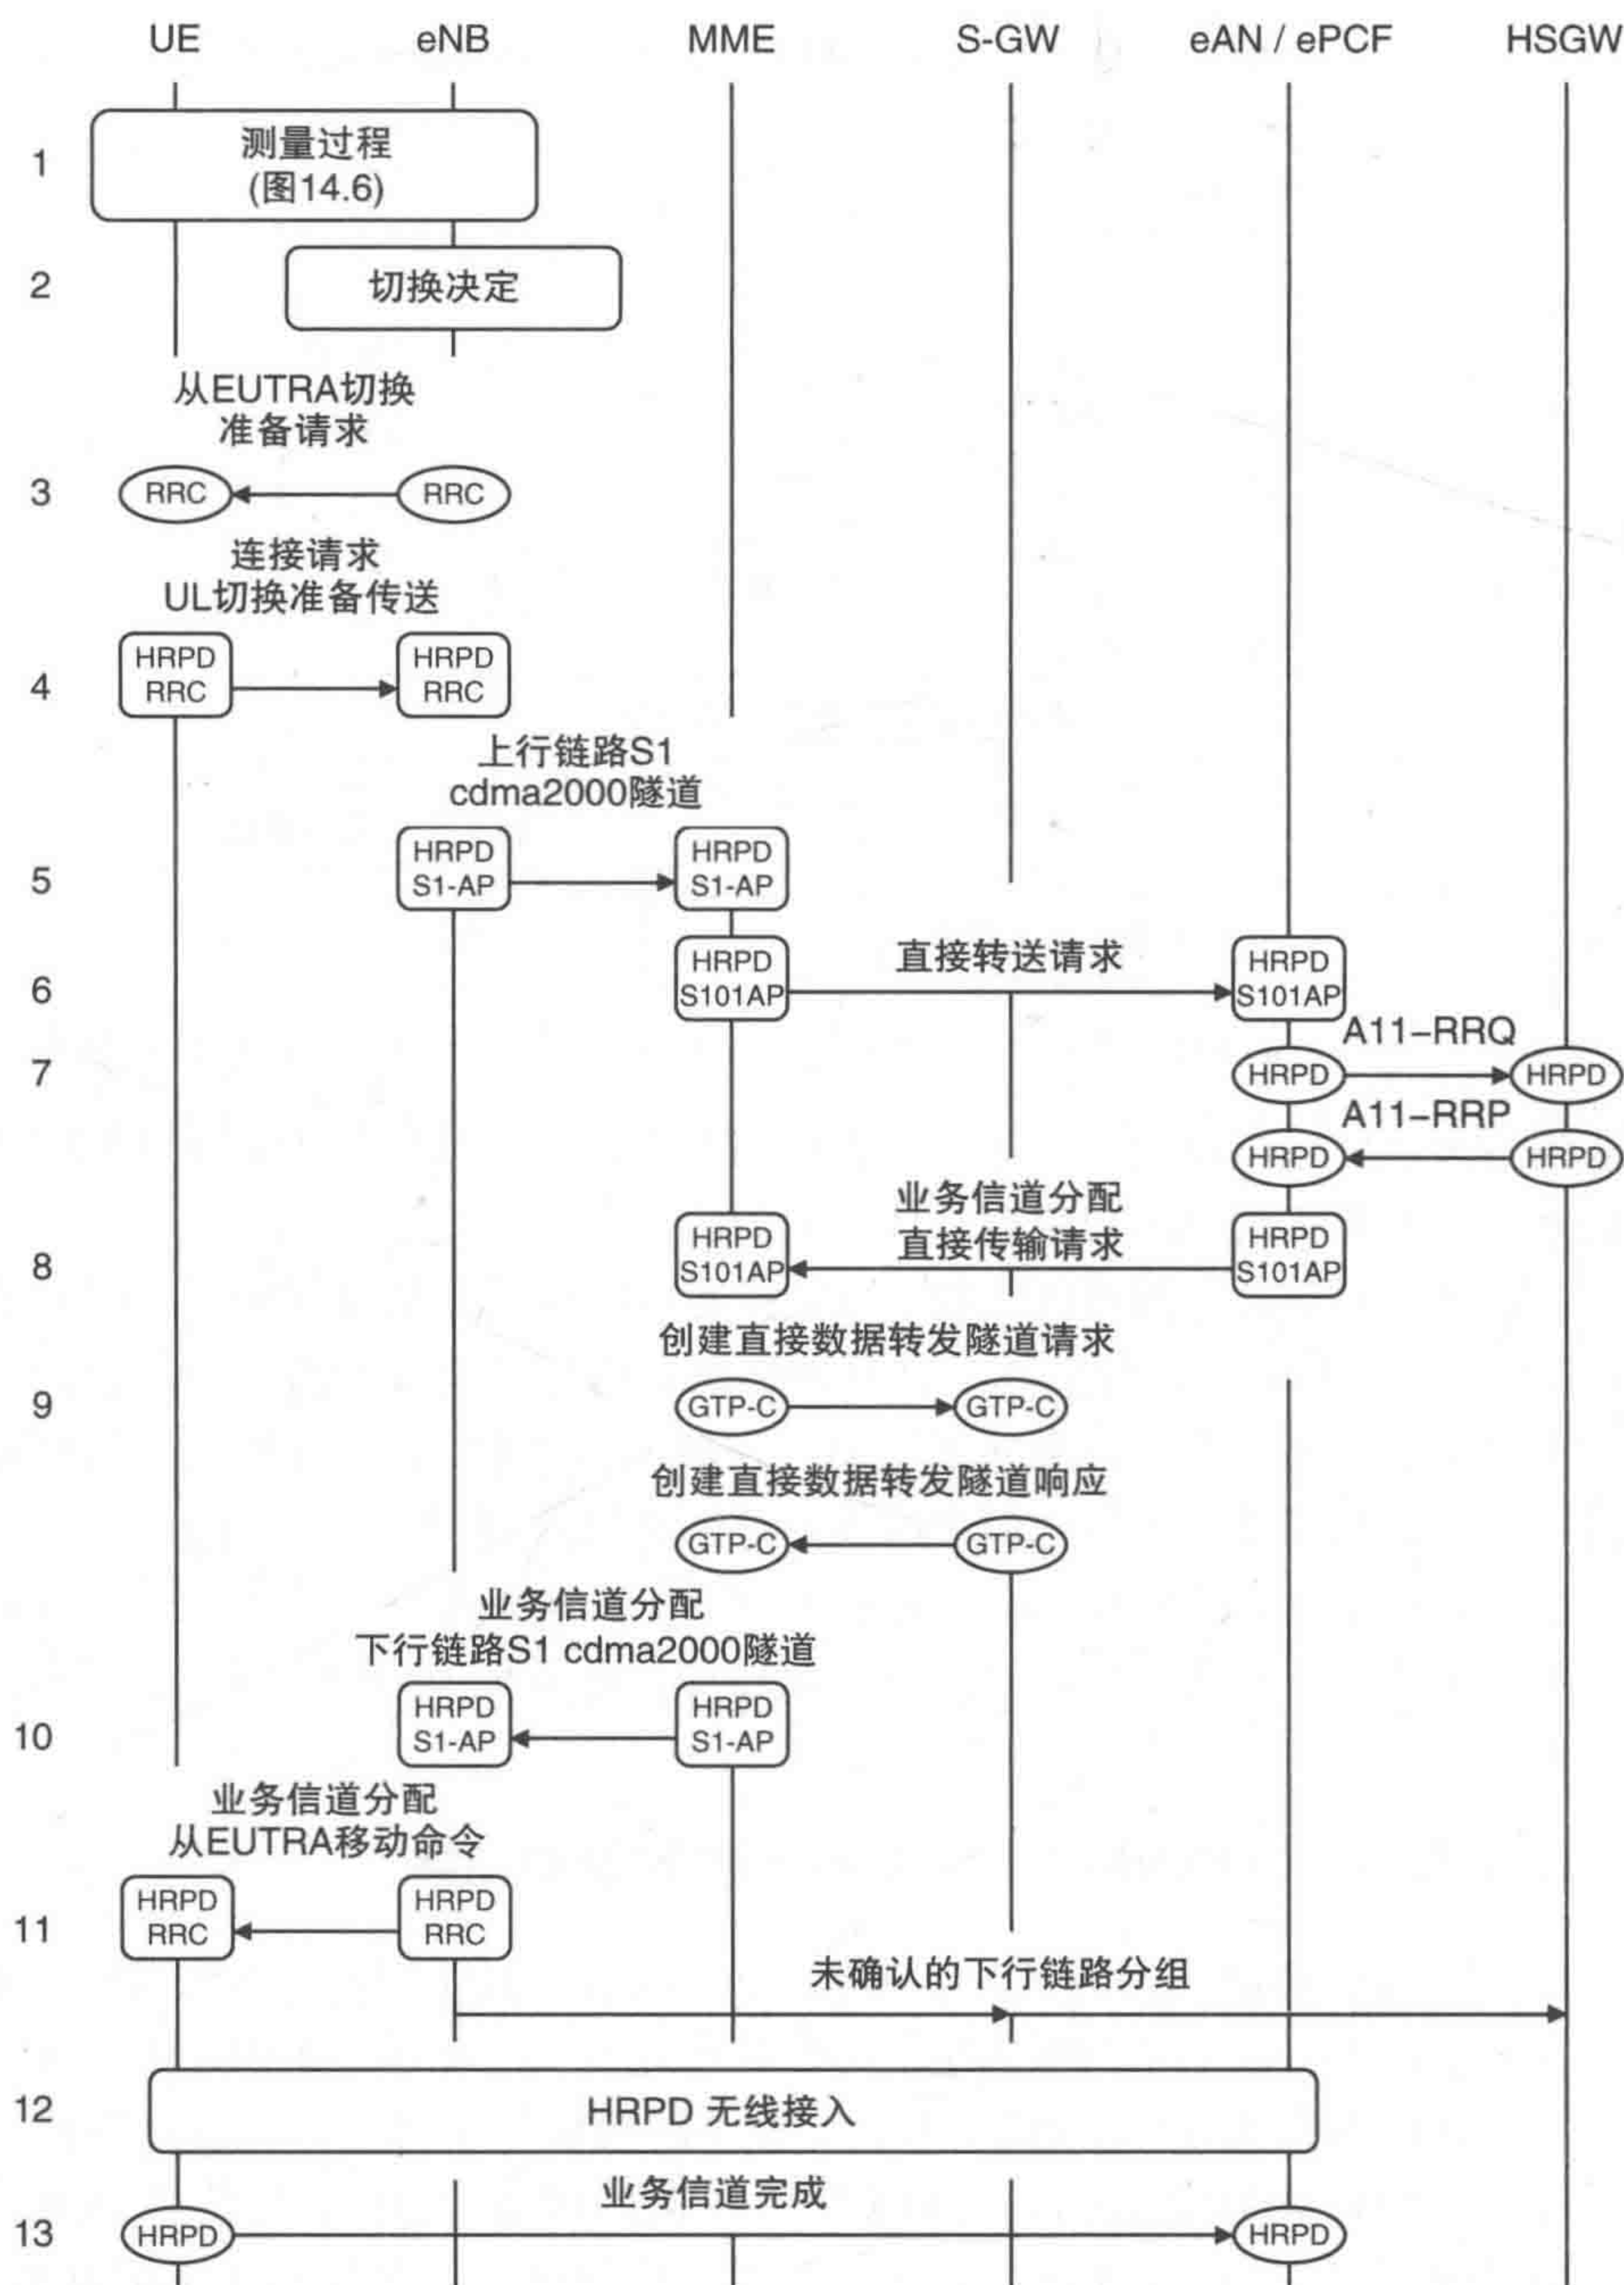 UE eNB MME S-GW eAN / ePCF HSGW
1
测量过程
(图14.6)
2
切换决定
从EUTRA切换
准备请求
3
RRC RRC
连接请求
UL切换准备传送
4
HRPD HRPD
RRC RRC
上行链路S1
cdma2000隧道
5
HRPD HRPD
S1-AP S1-AP
6
HRPD 直接转送请求 HRPD
S101AP S101AP
A11–RRQ
7
HRPD HRPD
A11–RRP
HRPD HRPD
业务信道分配
直接传输请求
8
HRPD HRPD
S101AP S101AP
创建直接数据转发隧道请求
9
GTP-C GTP-C
创建直接数据转发隧道响应
GTP-C GTP-C
业务信道分配
下行链路S1 cdma2000隧道
10
HRPD HRPD
S1-AP S1-AP
业务信道分配
从EUTRA移动命令
11
HRPD HRPD
RRC RRC
未确认的下行链路分组
12
HRPD 无线接入
业务信道完成
13
HRPD HRPD